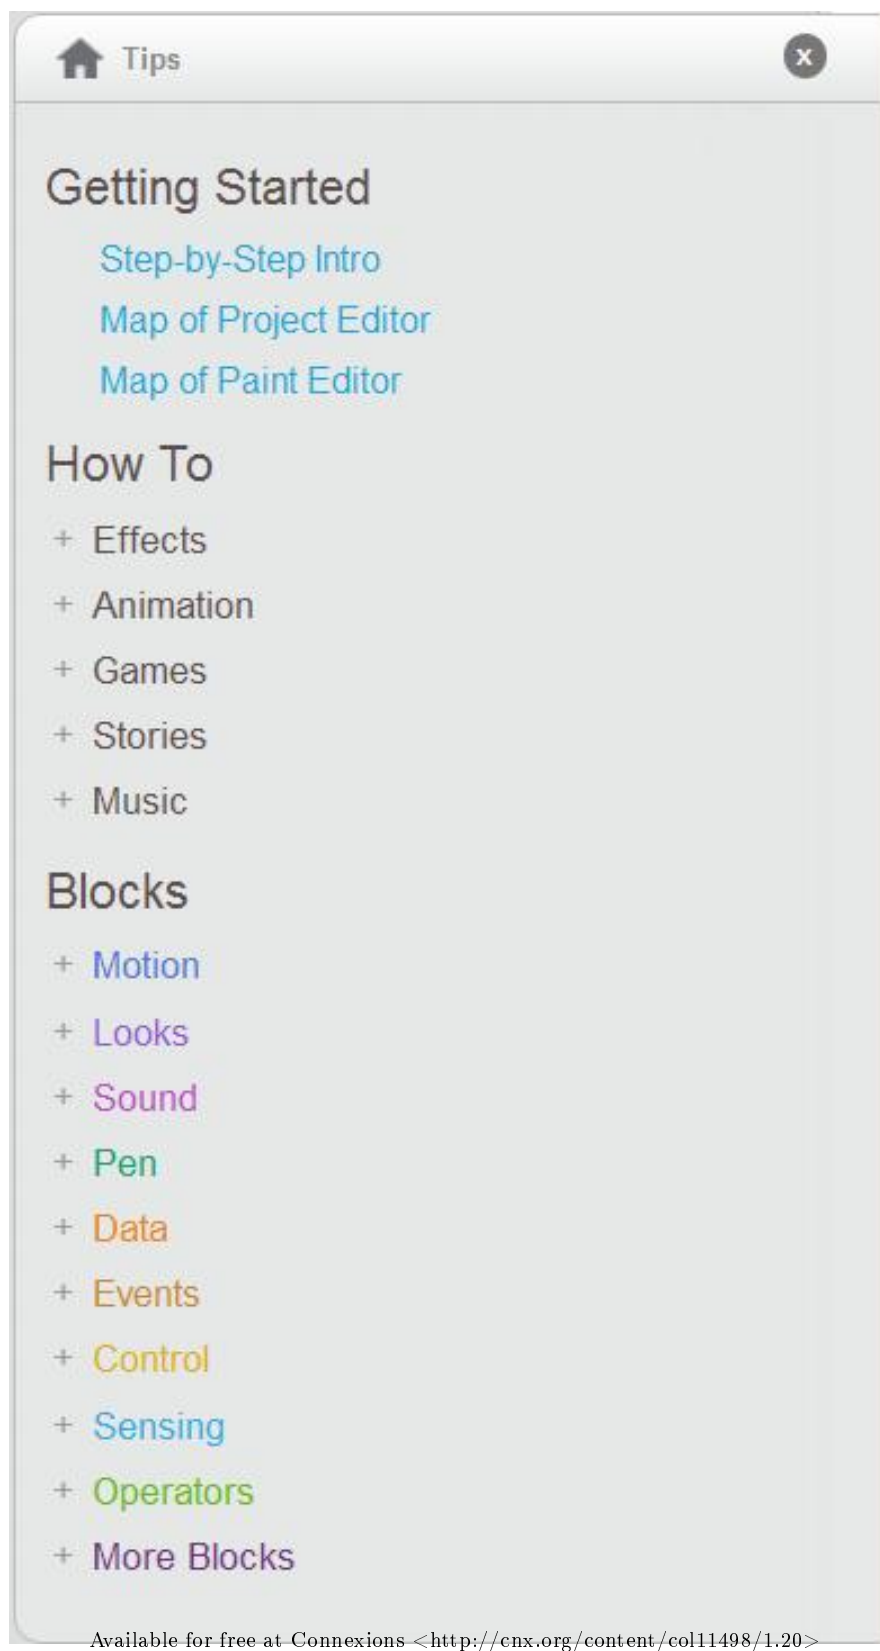 Tips
x
Getting Started
Step-by-Step Intro
Map of Project Editor
Map of Paint Editor
How To
+ Effects
+ Animation
+ Games
+ Stories
+ Music
Blocks
+ Motion
+ Looks
+ Sound
+ Pen
+ Data
+ Events
+ Control
+ Sensing
+ Operators
+ More Blocks
Available for free at Connexions <http://cnx.org/content/col11498/1.20>